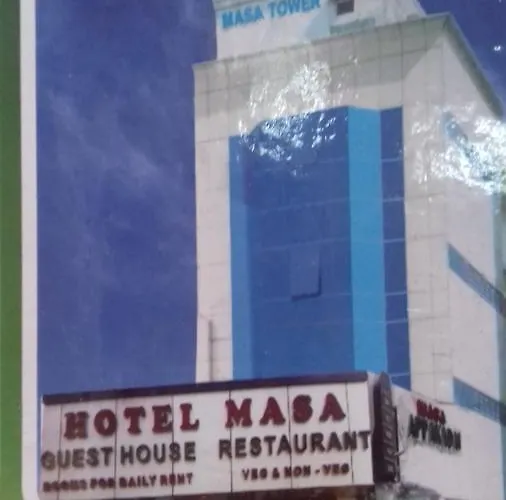 MASA TOWER
HOTEL MASA
GUEST HOUSE RESTAURANT
ROOMS FOR DAILY RENT VEG & NON-VEG
MASA